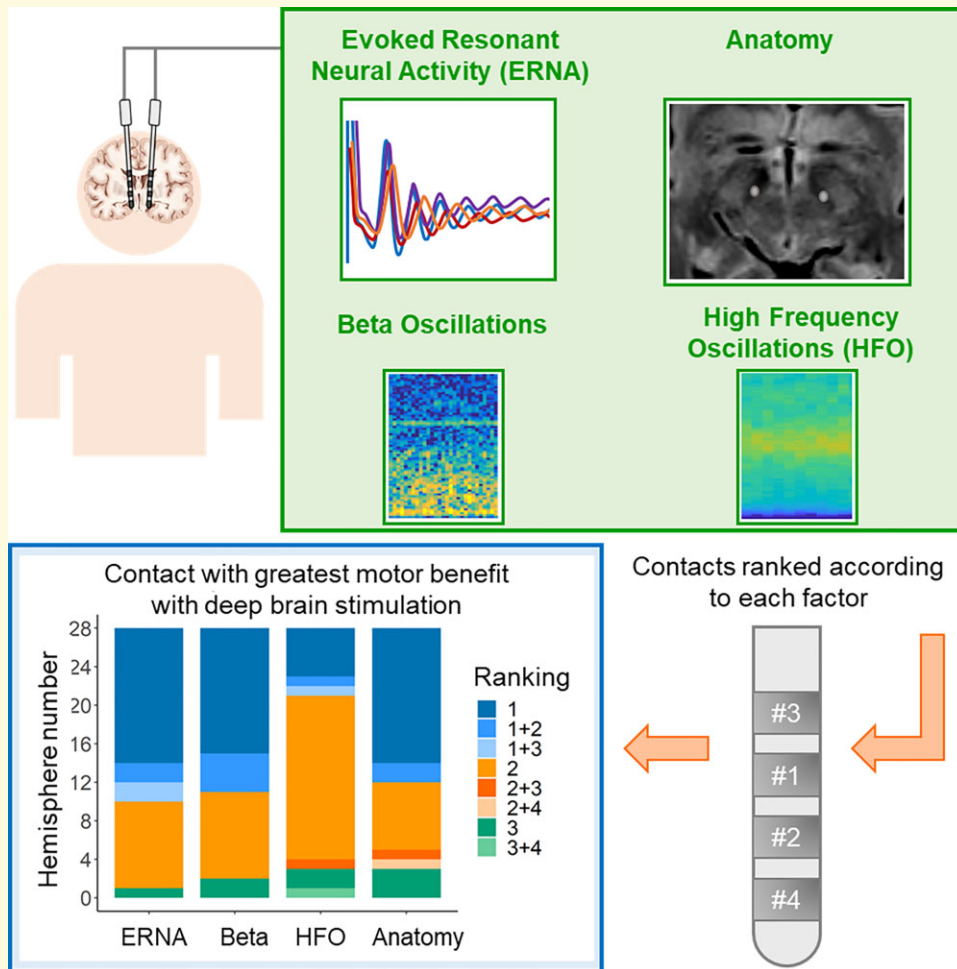 Evoked Resonant
Neural Activity (ERNA)
Anatomy
Beta Oscillations
High Frequency
Oscillations (HFO)
Contact with greatest motor benefit
with deep brain stimulation
Hemisphere number
28
24
20
16
12
8
4
0
ERNA Beta HFO Anatomy
Ranking
1
1+2
1+3
2
2+3
2+4
3
3+4
Contacts ranked according
to each factor
#3
#1
#2
#4